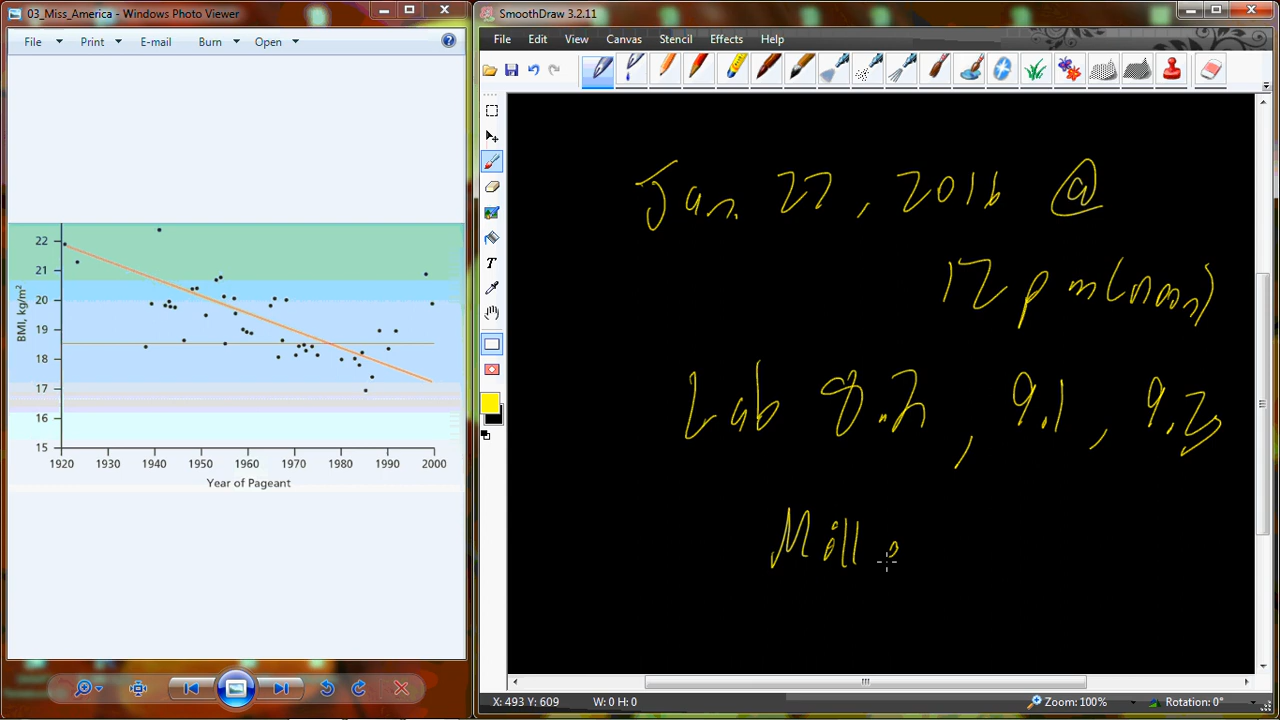 03_Miss_America - Windows Photo Viewer
File Print E-mail Burn Open
22
21
20
19
18
17
16
15
BMI, kg/m²
1920 1930 1940 1950 1960 1970 1980 1990 2000
Year of Pageant
SmoothDraw 3.2.11
File Edit View Canvas Stencil Effects Help
T
Jan. 22, 2016 @
12 pm (noon)
Lab 8.2, 9.1, 9.2
Mill
X: 493 Y: 609 W: 0 H: 0 Zoom: 100% Rotation: 0°